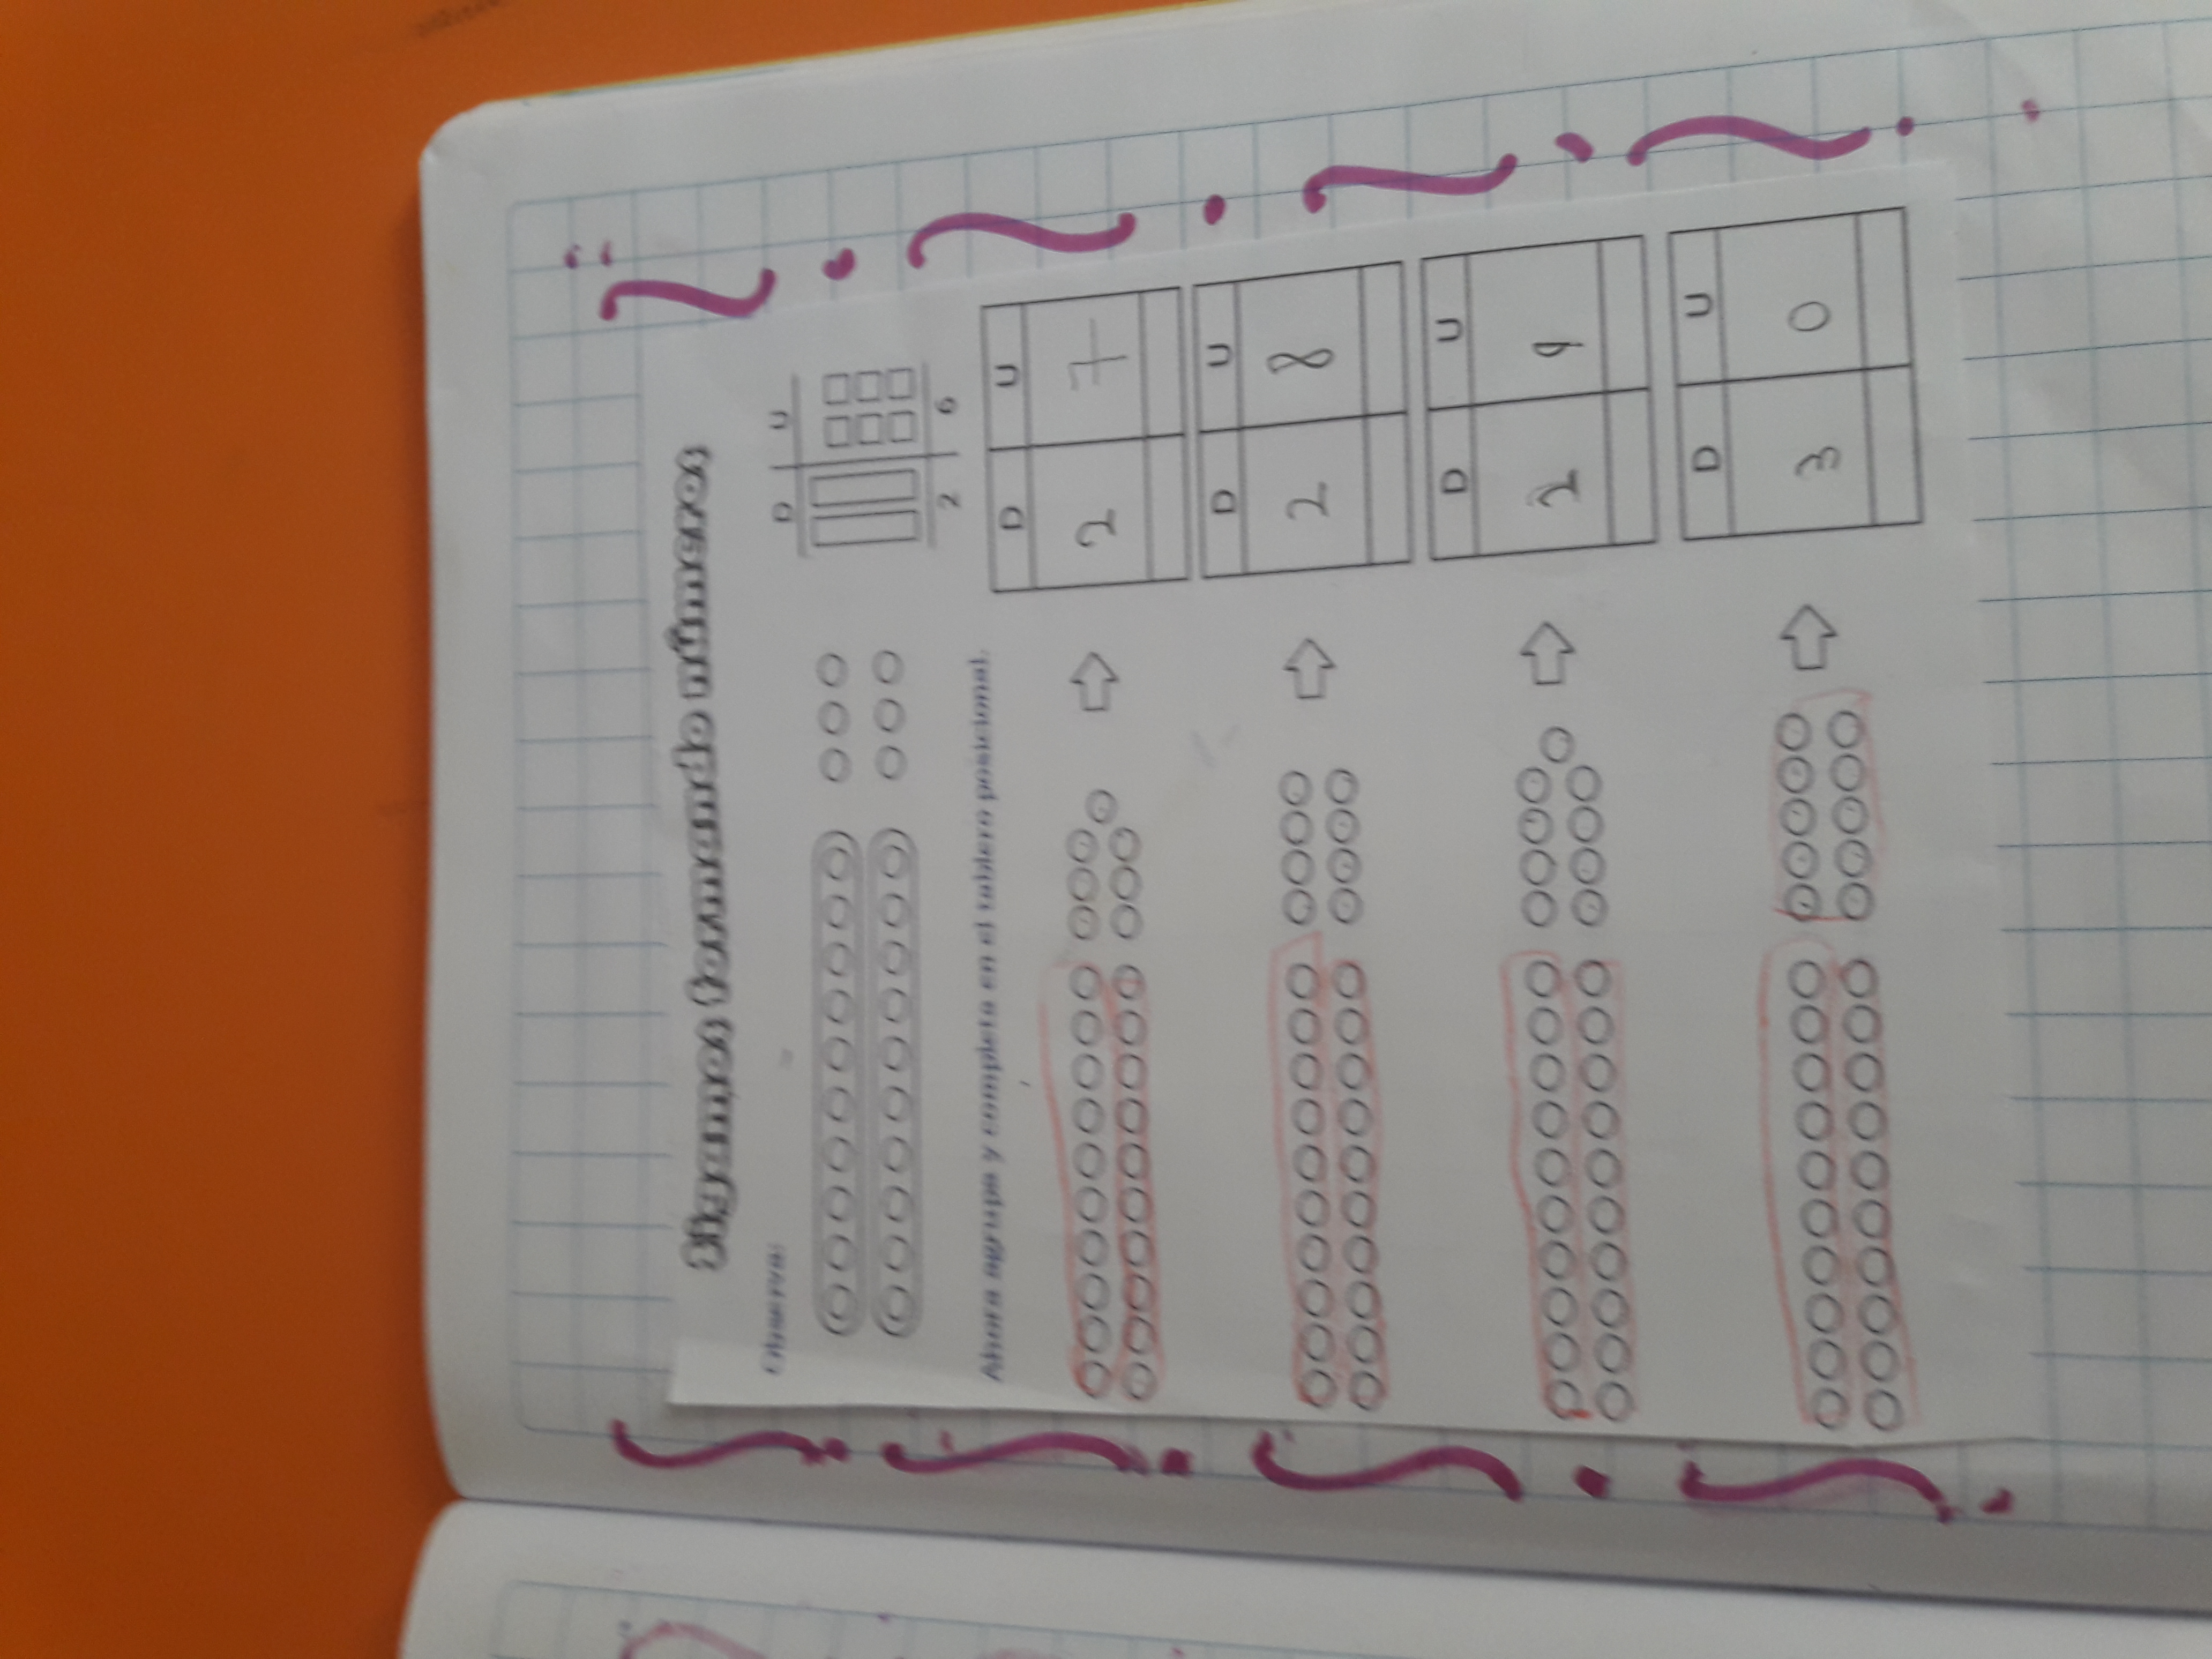 Sigamos formando números
Observa:
D U
2 6
Ahora agrupa y completa en el tablero posicional.
D U
2 7
D U
2 8
D U
2 9
D U
3 0